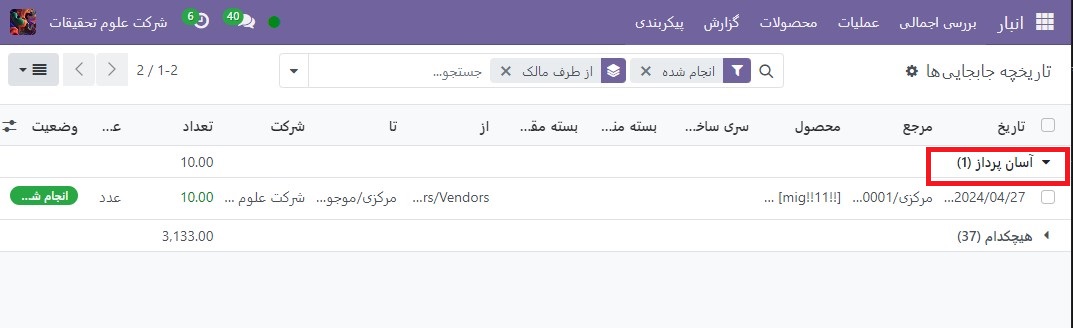 انبار بررسی اجمالی عملیات محصولات گزارش پیکربندی 40 6 شرکت علوم تحقیقات
تاریخچه جابجایی‌ها انجام شده از طرف مالک جستجو... 1-2 / 2
تاریخ مرجع محصول سری ساخ... بسته من... بسته مق... از تا شرکت تعداد ع... وضعیت
آسان پرداز (1) 10.00
2024/04/27... مرکزی/0001... [mig!!11!!] ... rs/Vendors... مرکزی/موجو... شرکت علوم ... 10.00 عدد انجام ش...
هیچکدام (37) 3,133.00